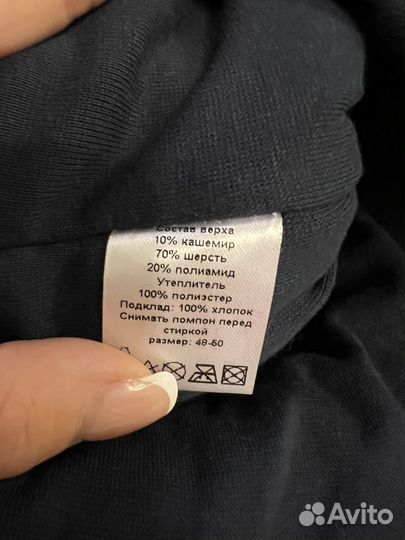 Состав верха
10% кашемир
70% шерсть
20% полиамид
Утеплитель
100% полиэстер
Подклад: 100% хлопок
Снимать помпон перед
стиркой
размер: 48-50
Avito